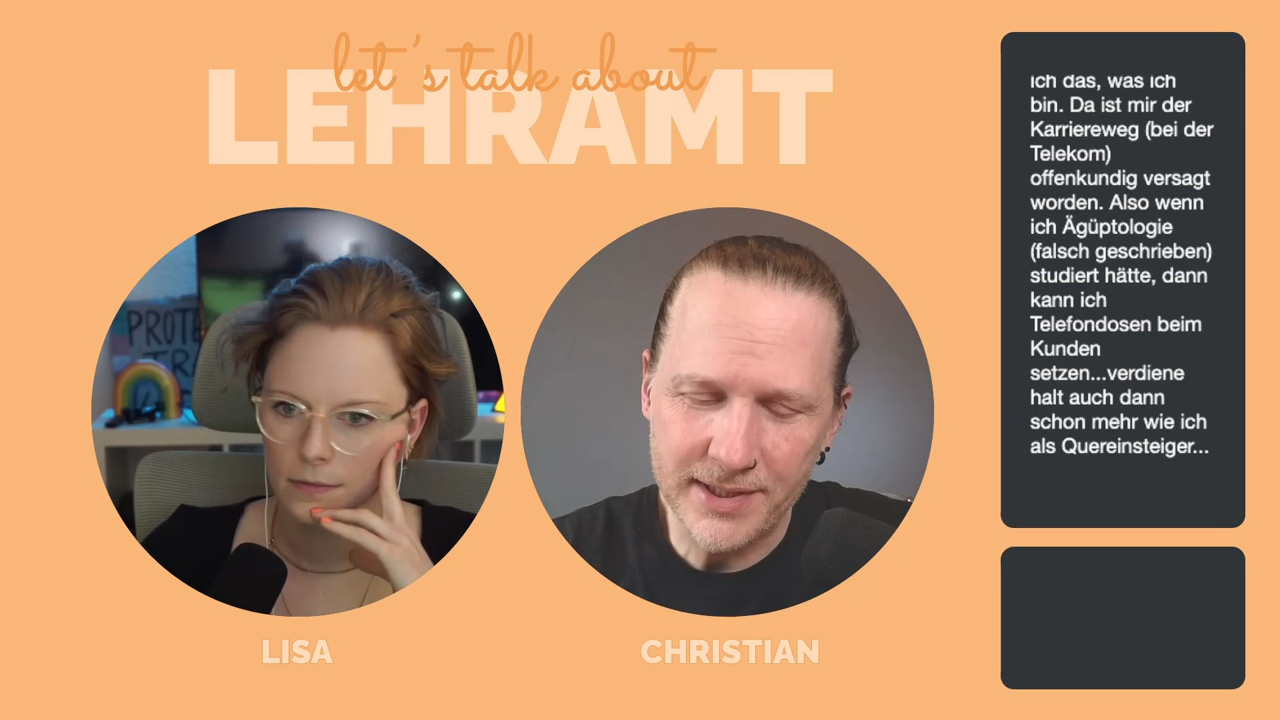 let's talk about
LEHRAMT
PROTE
TRA
LISA
CHRISTIAN
ich das, was ich
bin. Da ist mir der
Karriereweg (bei der
Telekom)
offenkundig versagt
worden. Also wenn
ich Ägüptologie
(falsch geschrieben)
studiert hätte, dann
kann ich
Telefondosen beim
Kunden
setzen...verdiene
halt auch dann
schon mehr wie ich
als Quereinsteiger...